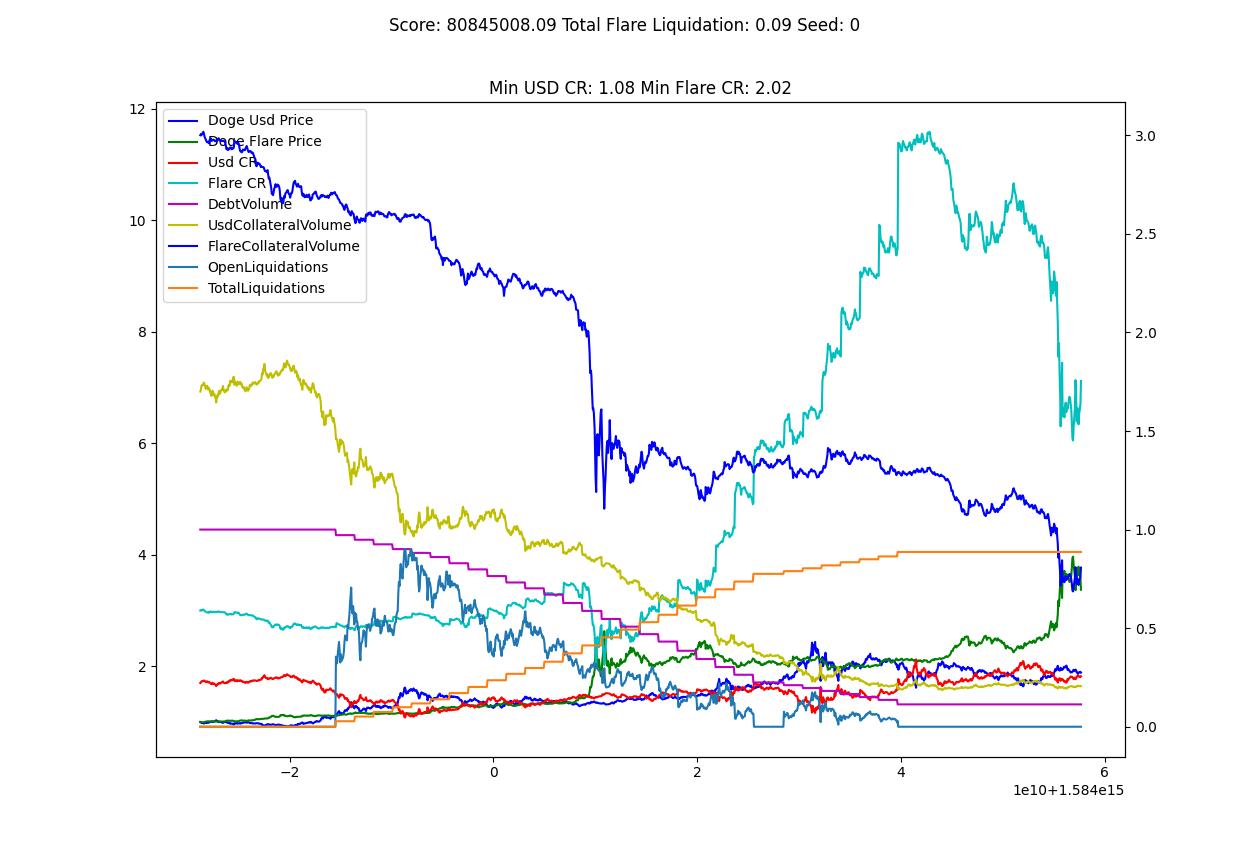 Score: 80845008.09 Total Flare Liquidation: 0.09 Seed: 0
Min USD CR: 1.08 Min Flare CR: 2.02
12
10
8
6
4
2
Doge Usd Price
Doge Flare Price
Usd CR
Flare CR
DebtVolume
UsdCollateralVolume
FlareCollateralVolume
OpenLiquidations
TotalLiquidations
3.0
2.5
2.0
1.5
1.0
0.5
0.0
−2
0
2
4
6
1e10+1.584e15